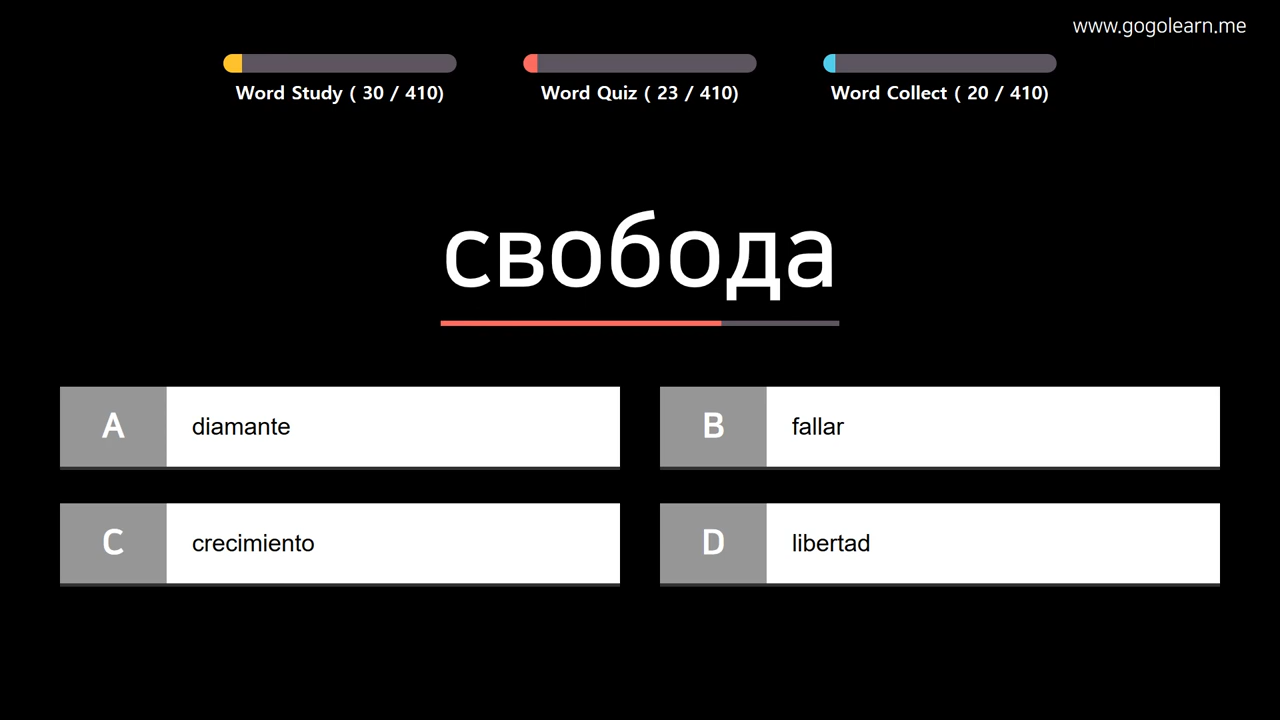 www.gogolearn.me
Word Study ( 30 / 410)
Word Quiz ( 23 / 410)
Word Collect ( 20 / 410)
свобода
A diamante
B fallar
C crecimiento
D libertad